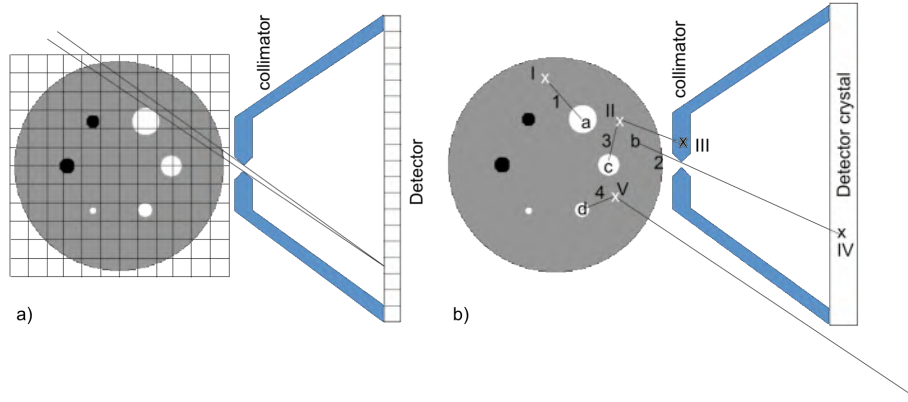 collimator
Detector
a)
I
1
a
II
3
b
c
2
III
4
V
d
IV
collimator
Detector crystal
b)